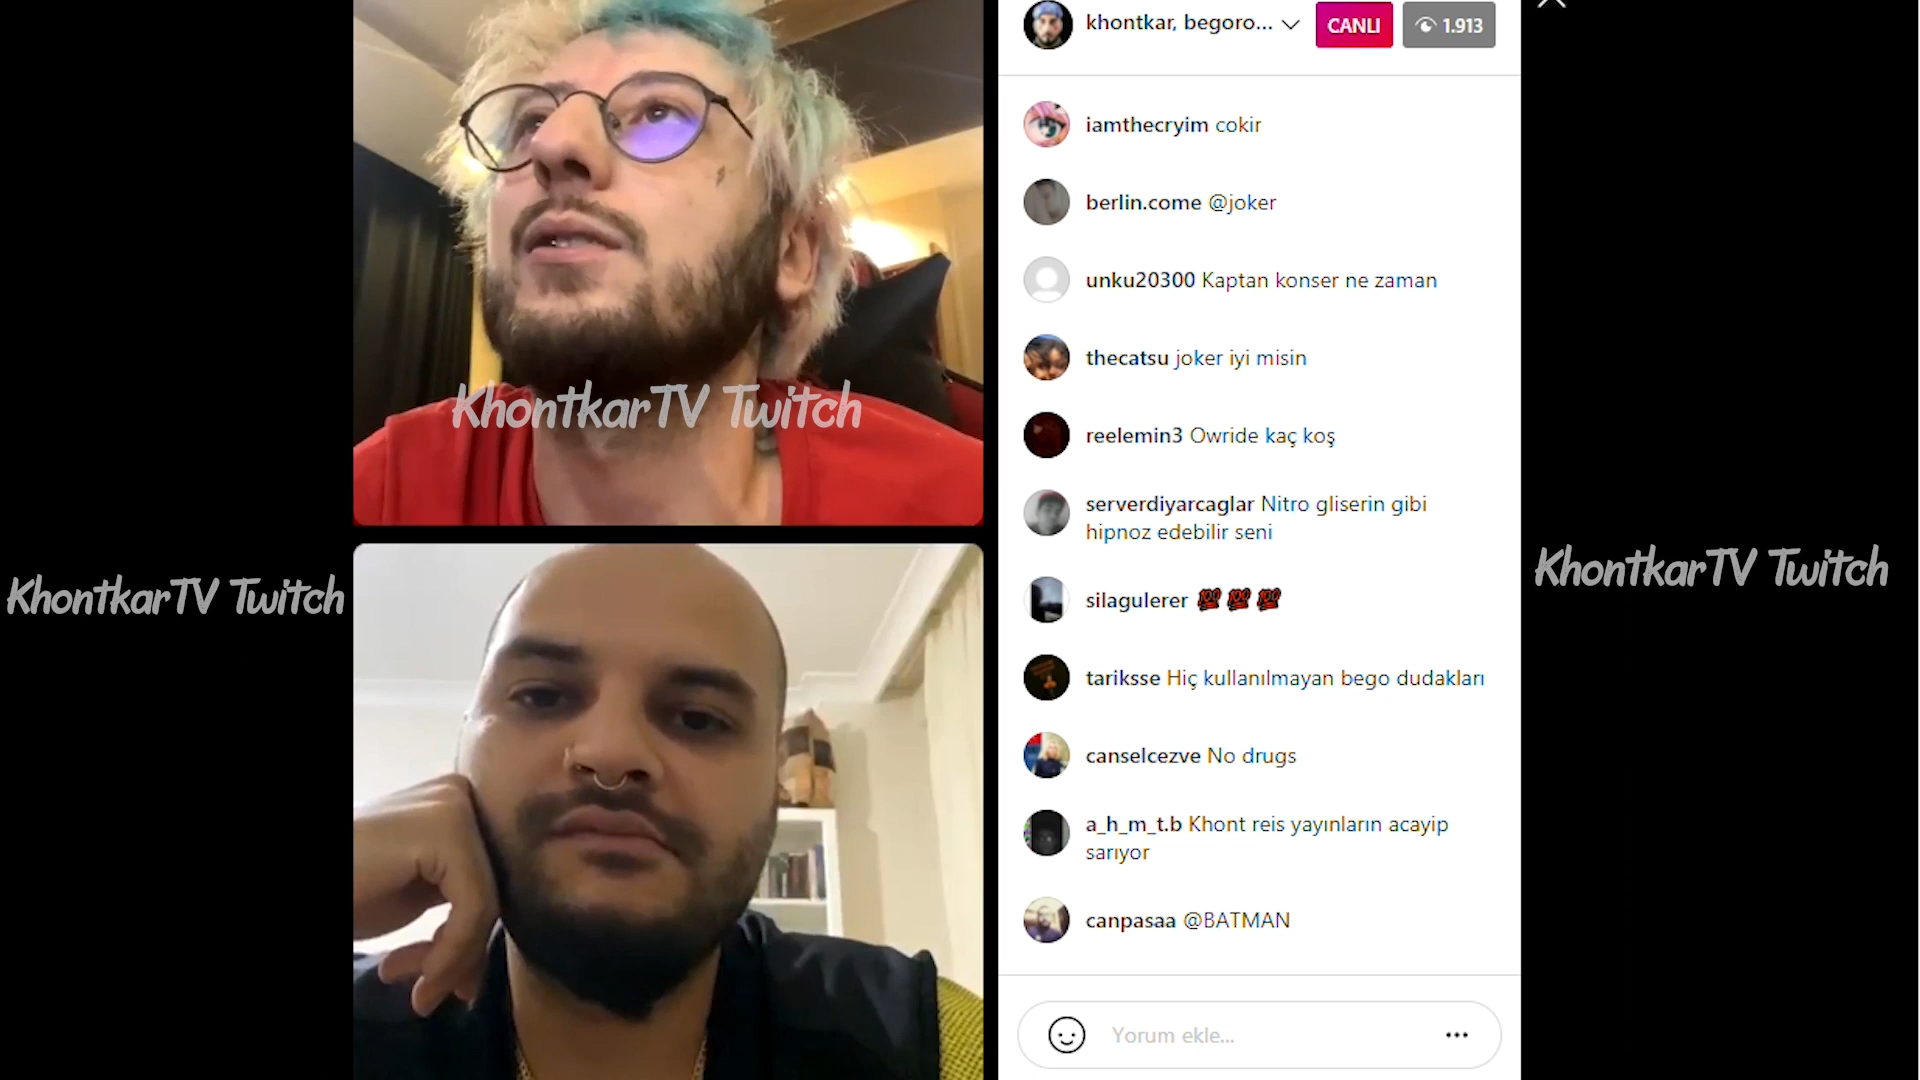 khontkar, begoro...
CANLI
1.913
iamthecryim cokir
berlin.come @joker
unku20300 Kaptan konser ne zaman
thecatsu joker iyi misin
reelemin3 Owride kaç koş
serverdiyarcaglar Nitro gliserin gibi
hipnoz edebilir seni
silagulerer 💯 💯 💯
tariksse Hiç kullanılmayan bego dudakları
canselcezve No drugs
a_h_m_t.b Khont reis yayınların acayip
sarıyor
canpasaa @BATMAN
Yorum ekle...
KhontkarTV Twitch
KhontkarTV Twitch
KhontkarTV Twitch